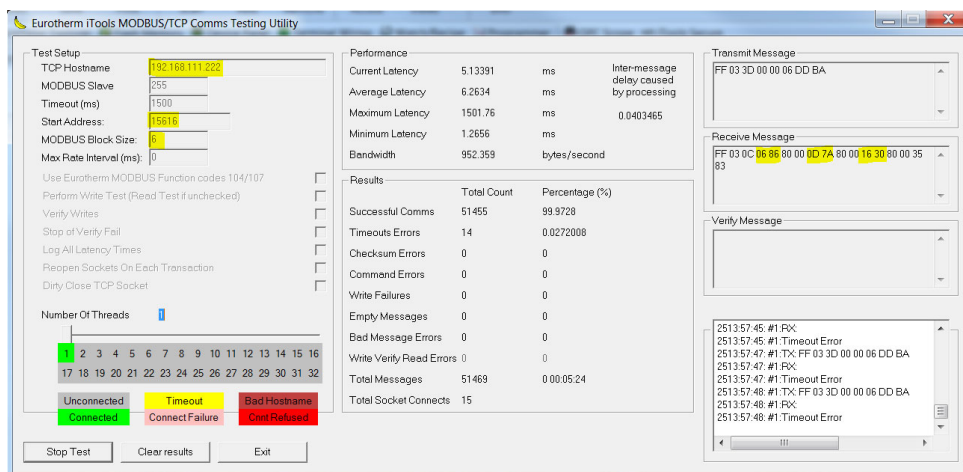 Eurotherm iTools MODBUS/TCP Comms Testing Utility
Test Setup
TCP Hostname 192.168.111.222
MODBUS Slave 255
Timeout (ms) 1500
Start Address: 15616
MODBUS Block Size: 6
Max Rate Interval (ms): 0
Use Eurotherm MODBUS Function codes 104/107
Perform Write Test (Read Test if unchecked)
Verify Writes
Stop of Verify Fail
Log All Latency Times
Reopen Sockets On Each Transaction
Dirty Close TCP Socket
Number Of Threads 1
1 2 3 4 5 6 7 8 9 10 11 12 13 14 15 16
17 18 19 20 21 22 23 24 25 26 27 28 29 30 31 32
Unconnected Timeout Bad Hostname
Connected Connect Failure Cnnt Refused
Stop Test Clear results Exit
Performance
Current Latency 5.13391 ms
Average Latency 6.2634 ms
Maximum Latency 1501.76 ms
Minimum Latency 1.2656 ms
Bandwidth 952.359 bytes/second
Inter-message
delay caused
by processing
0.0403465
Results
Total Count Percentage (%)
Successful Comms 51455 99.9728
Timeouts Errors 14 0.0272008
Checksum Errors 0 0
Command Errors 0 0
Write Failures 0 0
Empty Messages 0 0
Bad Message Errors 0 0
Write Verify Read Errors 0 0
Total Messages 51469 0 00:05:24
Total Socket Connects 15
Transmit Message
FF 03 3D 00 00 06 DD BA
Receive Message
FF 03 0C 06 86 80 00 0D 7A 80 00 16 30 80 00 35
83
Verify Message
2513:57:45: #1:RX:
2513:57:45: #1:Timeout Error
2513:57:47: #1:TX: FF 03 3D 00 00 06 DD BA
2513:57:47: #1:RX:
2513:57:47: #1:Timeout Error
2513:57:48: #1:TX: FF 03 3D 00 00 06 DD BA
2513:57:48: #1:RX:
2513:57:48: #1:Timeout Error